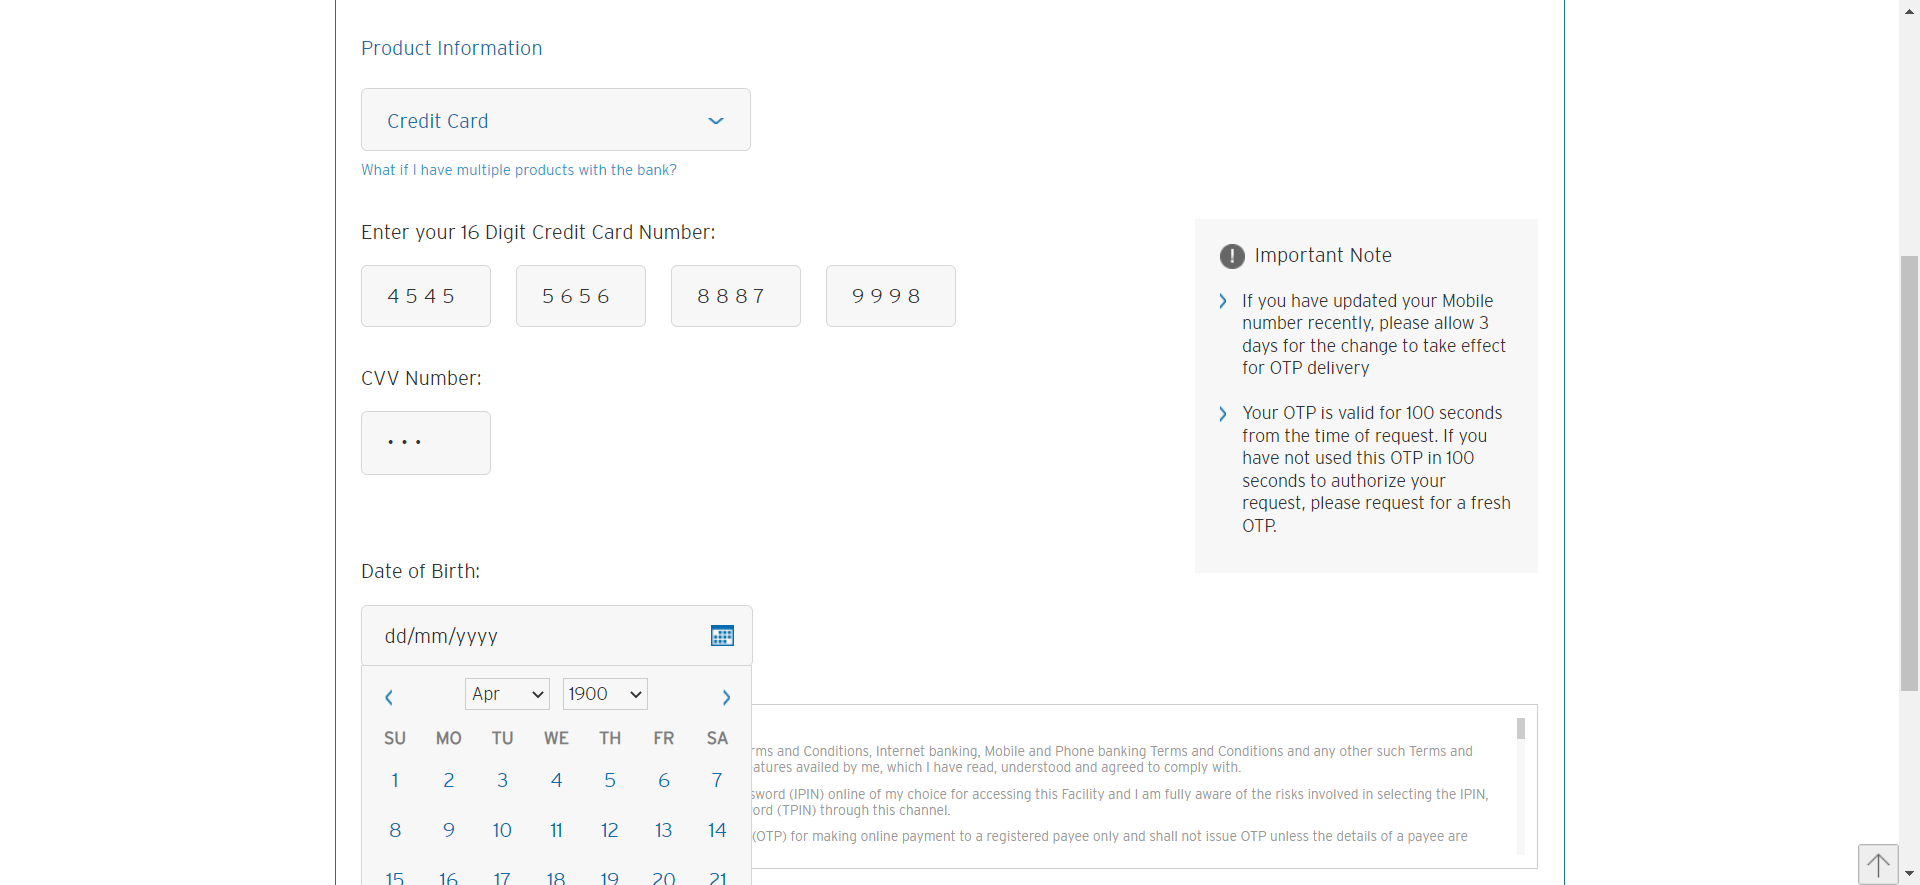 Product Information
Credit Card
What if I have multiple products with the bank?
Enter your 16 Digit Credit Card Number:
4545 5656 8887 9998
CVV Number:
Important Note
If you have updated your Mobile
number recently, please allow 3
days for the change to take effect
for OTP delivery
Your OTP is valid for 100 seconds
from the time of request. If you
have not used this OTP in 100
seconds to authorize your
request, please request for a fresh
OTP.
Date of Birth:
dd/mm/yyyy
Apr 1900
SU MO TU WE TH FR SA
1 2 3 4 5 6 7
8 9 10 11 12 13 14
15 16 17 18 19 20 21
and Conditions, Internet banking, Mobile and Phone banking Terms and Conditions and any other such Terms and
availed by me, which I have read, understood and agreed to comply with.
(IPIN) online of my choice for accessing this Facility and I am fully aware of the risks involved in selecting the IPIN,
(TPIN) through this channel.
(OTP) for making online payment to a registered payee only and shall not issue OTP unless the details of a payee are